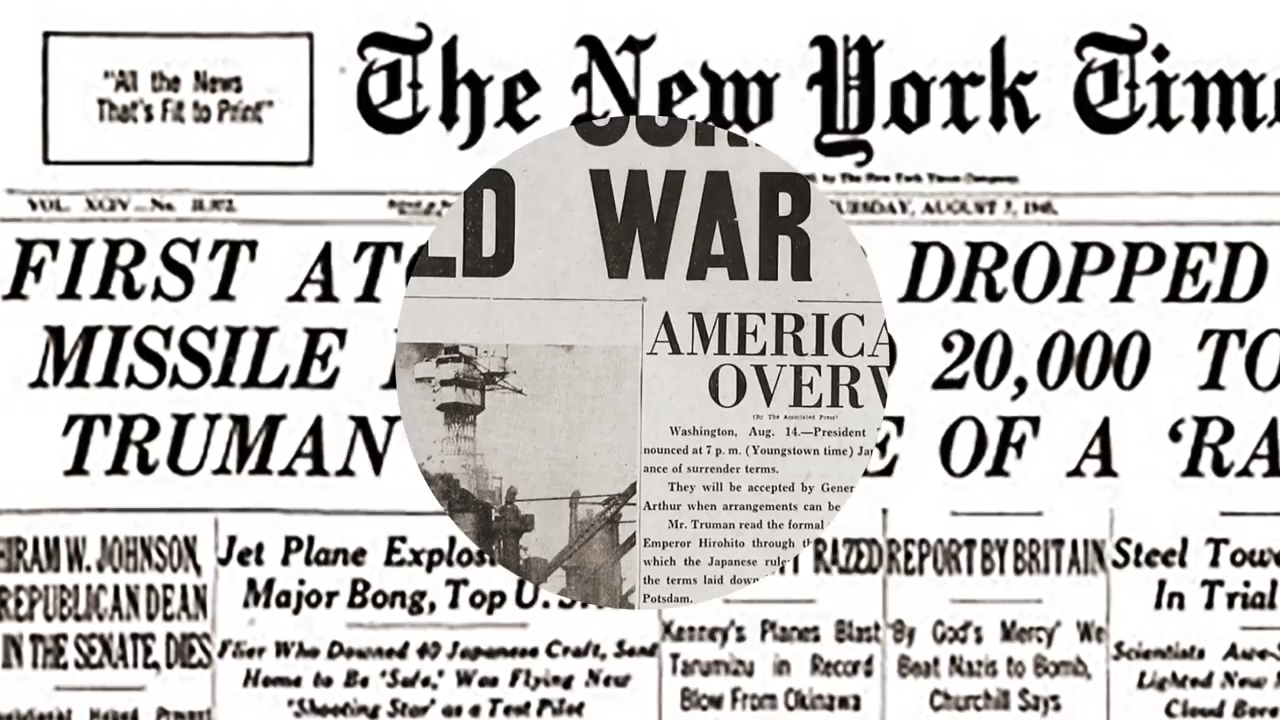 "All the News
That's Fit to Print"
The New York Tim
by The New York Times Company.
VOL. XCIV No.
TUESDAY, AUGUST 7, 1945.
FIRST AT
DROPPED
MISSILE
20,000 TO
TRUMAN
E OF A 'RA
LD WAR
AMERICA
OVERV
(By The Associated Press)
Washington, Aug. 14.—President
nounced at 7 p. m. (Youngstown time) Ja
ance of surrender terms.
They will be accepted by Gener
Arthur when arrangements can be
Mr. Truman read the formal
Emperor Hirohito through th
which the Japanese rule
the terms laid down
Potsdam.
HIRAM W. JOHNSON,
REPUBLICAN DEAN
IN THE SENATE, DIES
Jet Plane Explos
Major Bong, Top U. S.
Flier Who Downed 40 Japanese Craft, Sent
Home to Be 'Safe,' Was Flying New
'Shooting Star' as a Test Pilot
RAZED
Kenney's Planes Blast
Tarumizu in Record
Blow From Okinawa
REPORT BY BRITAIN
'By God's Mercy' We
Beat Nazis to Bomb,
Churchill Says
Steel Tow
In Trial
Scientists Awe-S
Lighted New
Cloud Bore